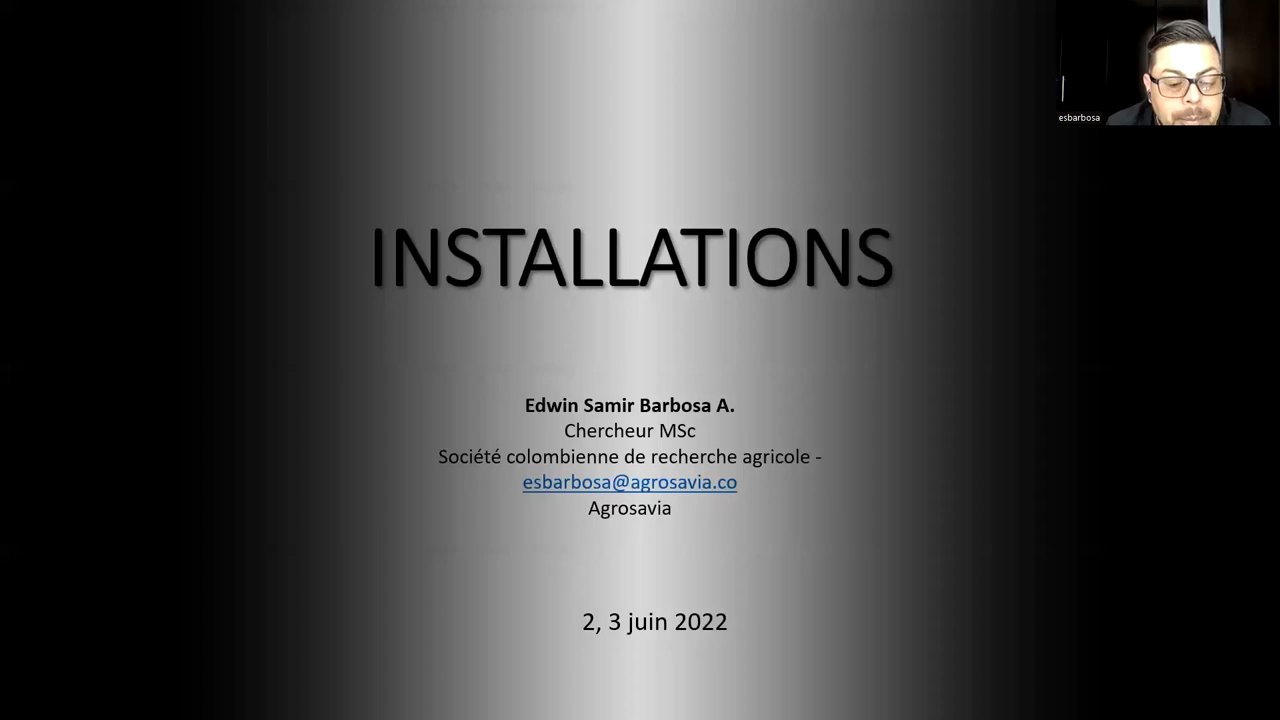 esbarbosa
INSTALLATIONS
Edwin Samir Barbosa A.
Chercheur MSc
Société colombienne de recherche agricole -
esbarbosa@agrosavia.co
Agrosavia
2, 3 juin 2022